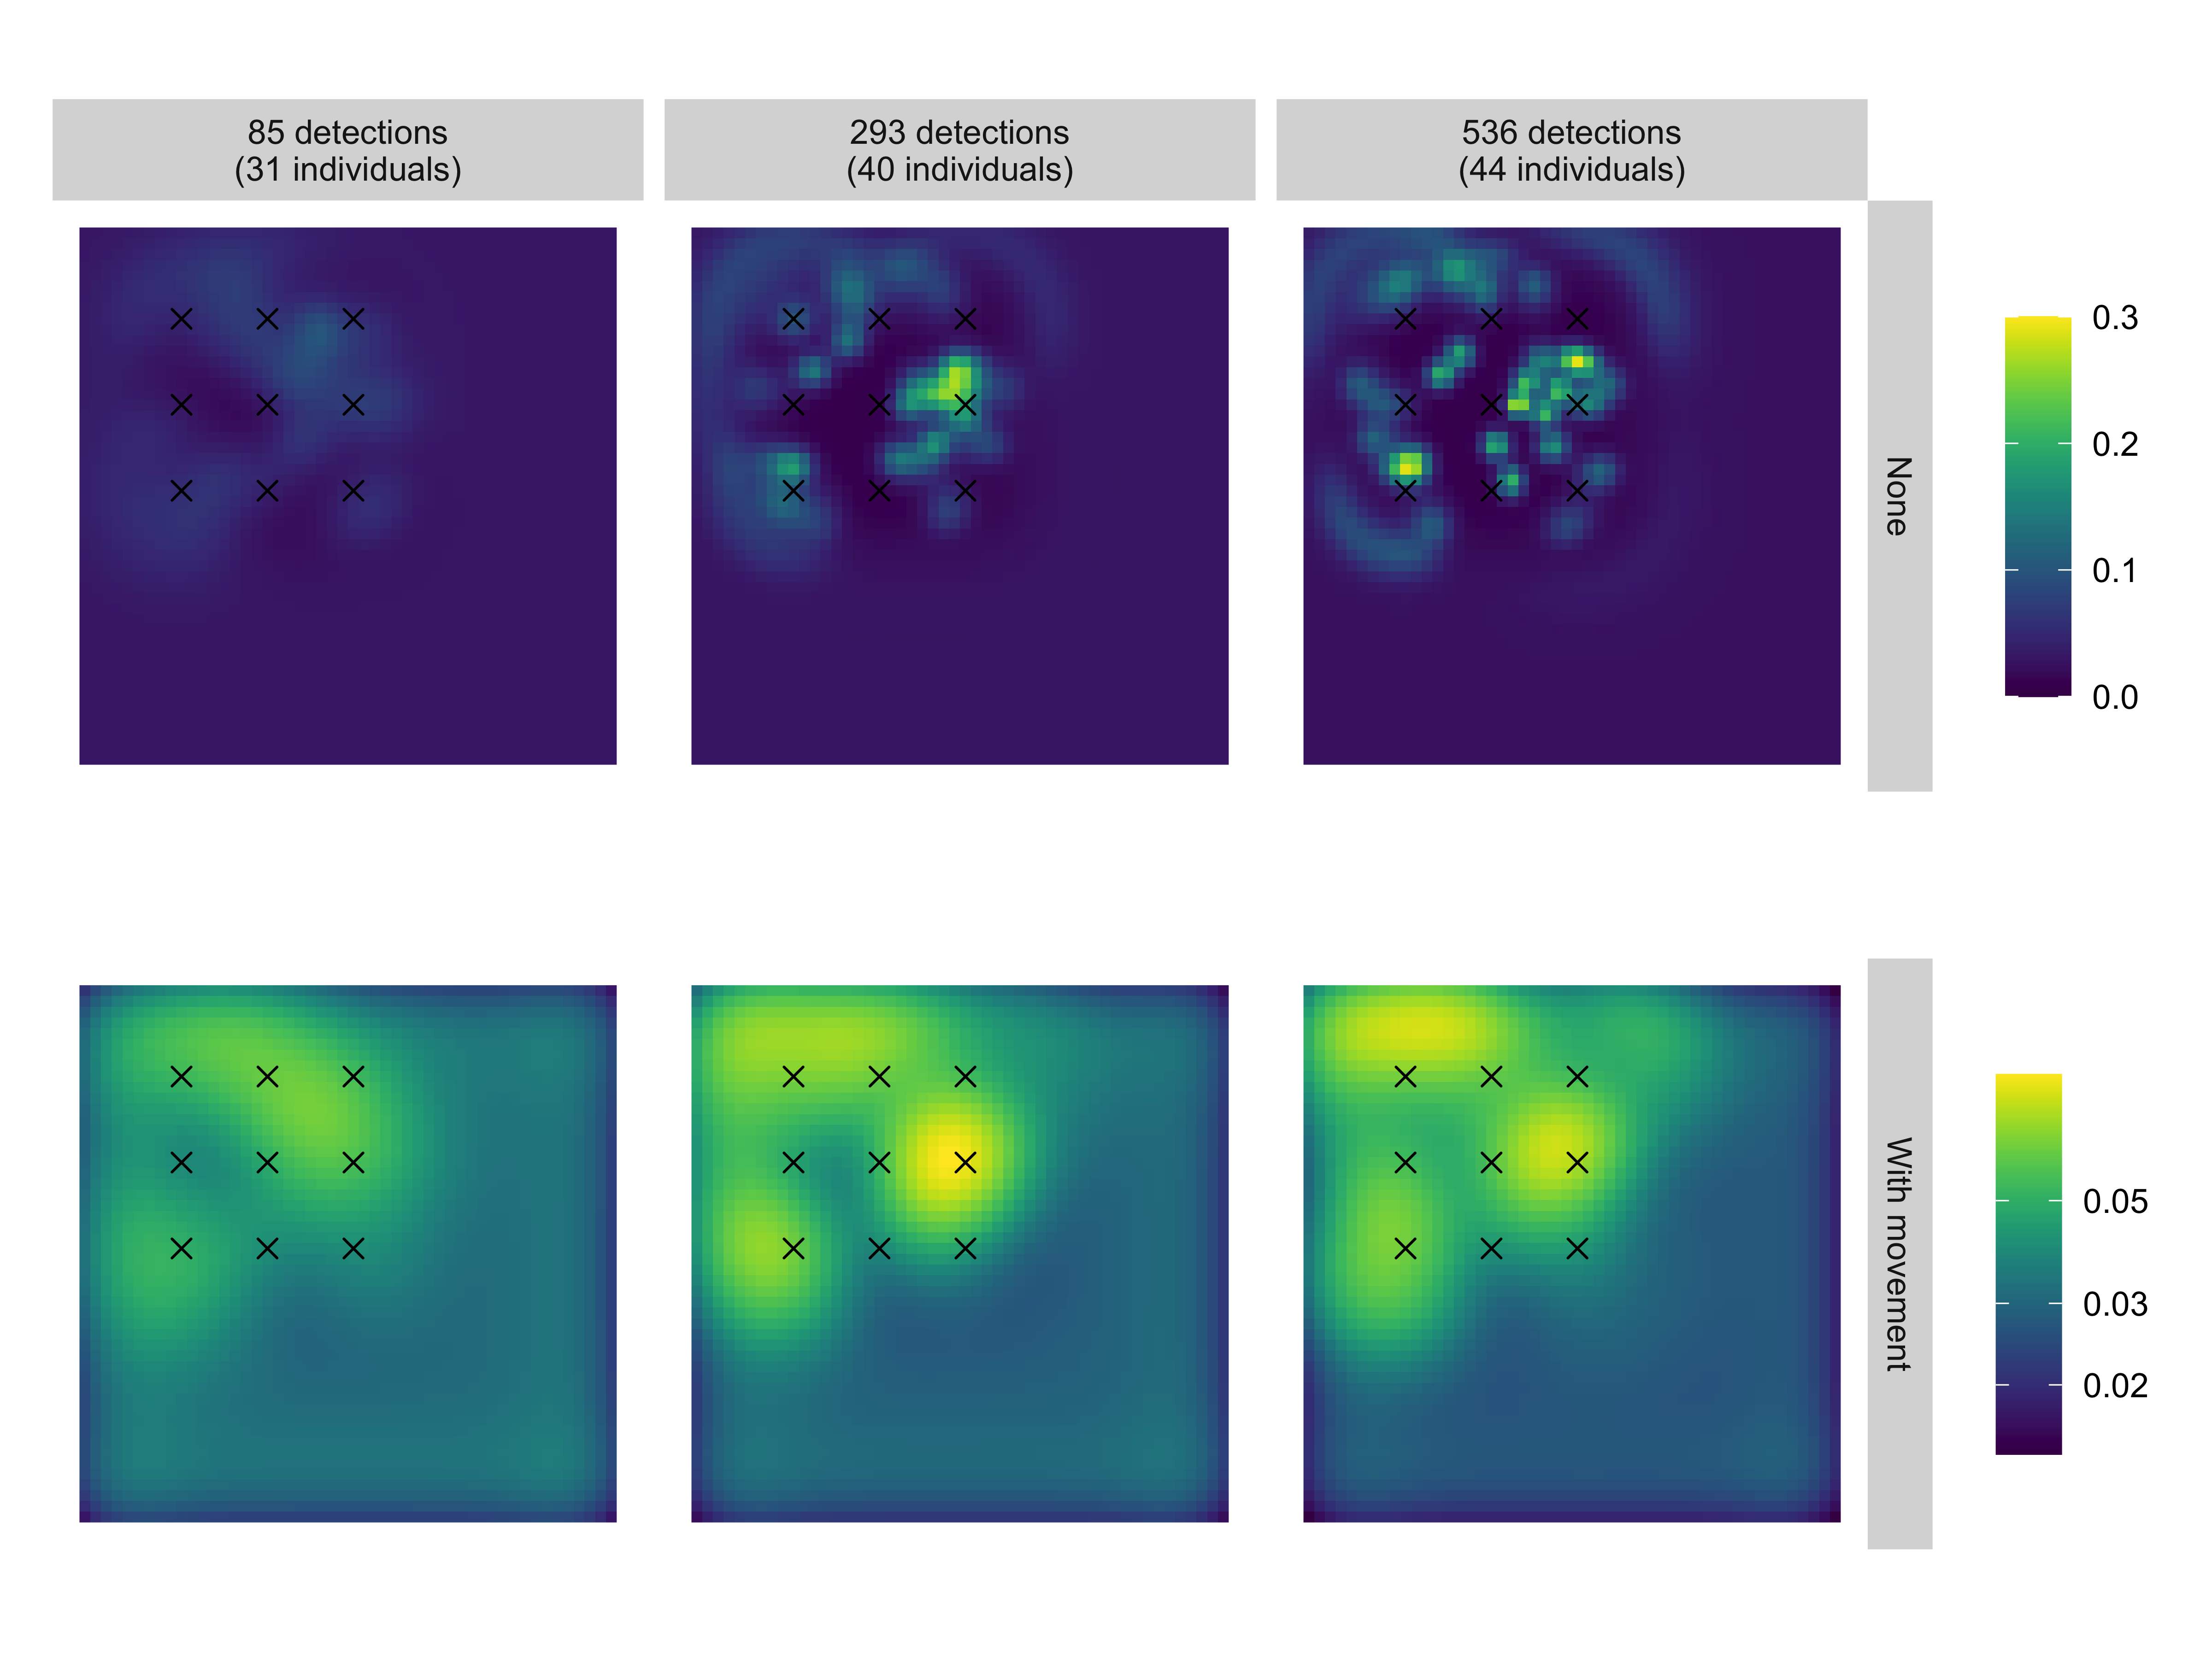 85 detections
(31 individuals)
293 detections
(40 individuals)
536 detections
(44 individuals)
None
0.3
0.2
0.1
0.0
With movement
0.05
0.03
0.02